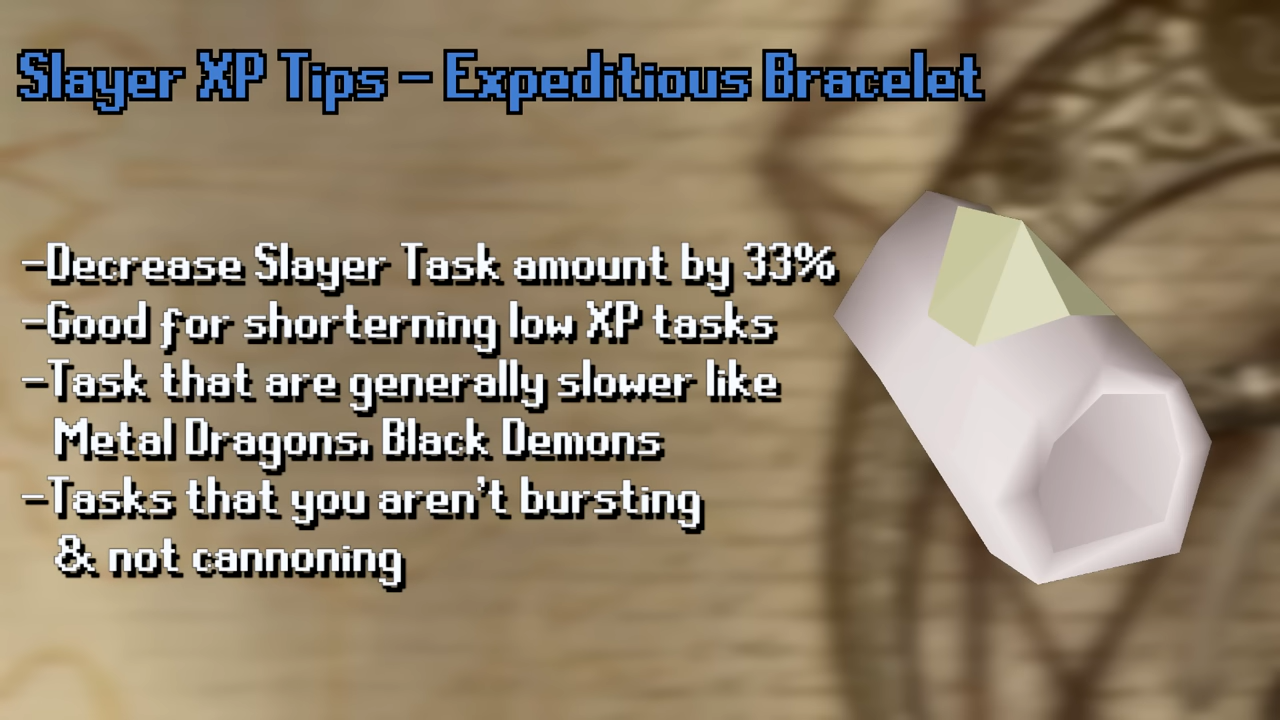 Slayer XP Tips - Expeditious Bracelet
-Decrease Slayer Task amount by 33%
-Good for shorterning low XP tasks
-Task that are generally slower like
Metal Dragons, Black Demons
-Tasks that you aren't bursting
& not cannoning